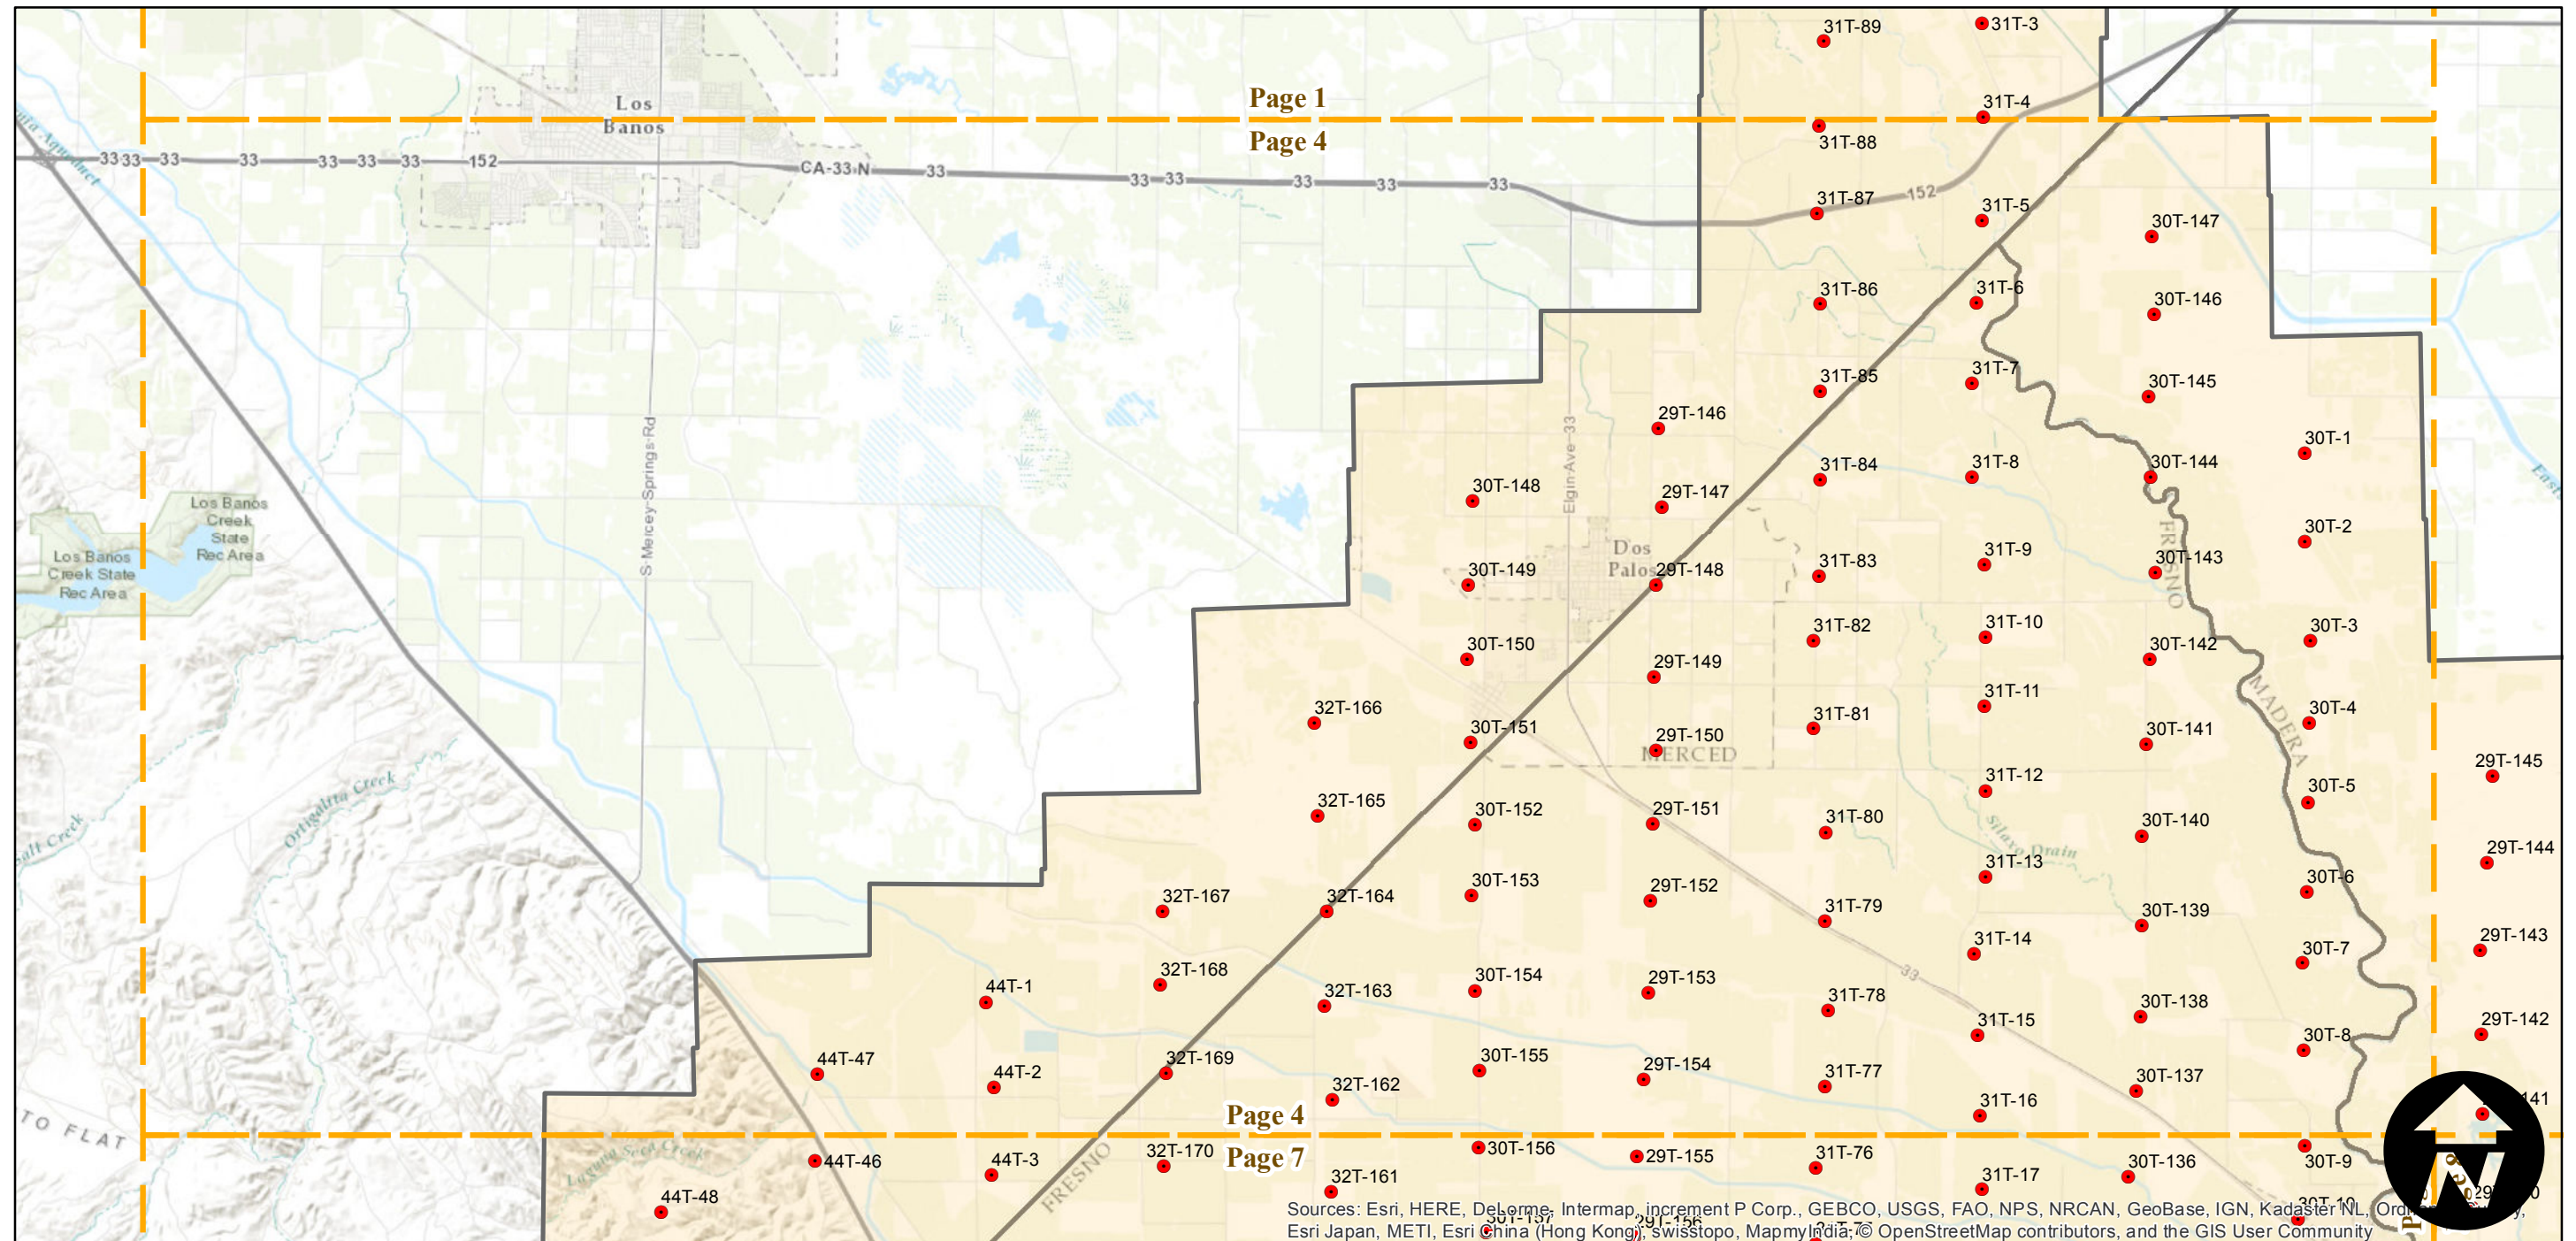 31T-89
31T-3
Page 1
Los
Banos
31T-4
Page 4
31T-88
33 33 33 33 33 33 33 152 CA-33 N 33 33 33 33 33 33
31T-87
152
31T-5
30T-147
31T-86
31T-6
30T-146
31T-85
31T-7
30T-145
29T-146
Elgin-Ave-33
S-Mercey-Springs-Rd
30T-1
31T-84
31T-8
30T-144
30T-148
29T-147
Los Banos
Creek
State
Rec Area
30T-2
FRESNO
Dos
Palos
Los Banos
Creek State
Rec Area
31T-9
31T-83
30T-143
30T-149
29T-148
31T-10
31T-82
30T-3
30T-150
30T-142
29T-149
31T-11
MADERA
32T-166
30T-4
31T-81
30T-151
30T-141
29T-150
MERCED
29T-145
31T-12
30T-5
Ortigalita Creek
32T-165
30T-152
29T-151
31T-80
30T-140
Silaxo Drain
29T-144
31T-13
30T-6
30T-153
29T-152
32T-167
32T-164
31T-79
30T-139
29T-143
31T-14
30T-7
33
32T-168
30T-154
29T-153
44T-1
32T-163
31T-78
30T-138
31T-15
29T-142
30T-8
44T-47
32T-169
30T-155
29T-154
44T-2
31T-77
30T-137
32T-162
31T-16
Page 4
TO FLAT
Page 7
Laguna Seca Creek
44T-46
44T-3
32T-170
30T-156
29T-155
31T-76
30T-136
30T-9
FRESNO
32T-161
31T-17
44T-48
30T-10
N
30T-157
29T-156
Sources: Esri, HERE, DeLorme, Intermap, increment P Corp., GEBCO, USGS, FAO, NPS, NRCAN, GeoBase, IGN, Kadaster NL,
Esri Japan, METI, Esri China (Hong Kong), swisstopo, MapmyIndia, © OpenStreetMap contributors, and the GIS User Community